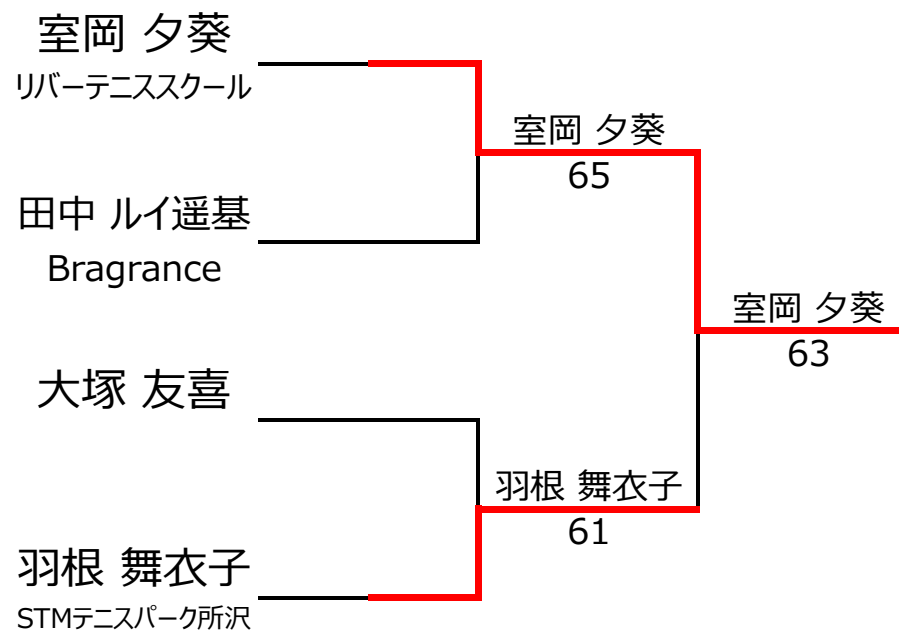 室岡 夕葵
リバーテニススクール
室岡 夕葵
65
田中 ルイ遥基
Bragrance
室岡 夕葵
63
大塚 友喜
羽根 舞衣子
61
羽根 舞衣子
STMテニスパーク所沢